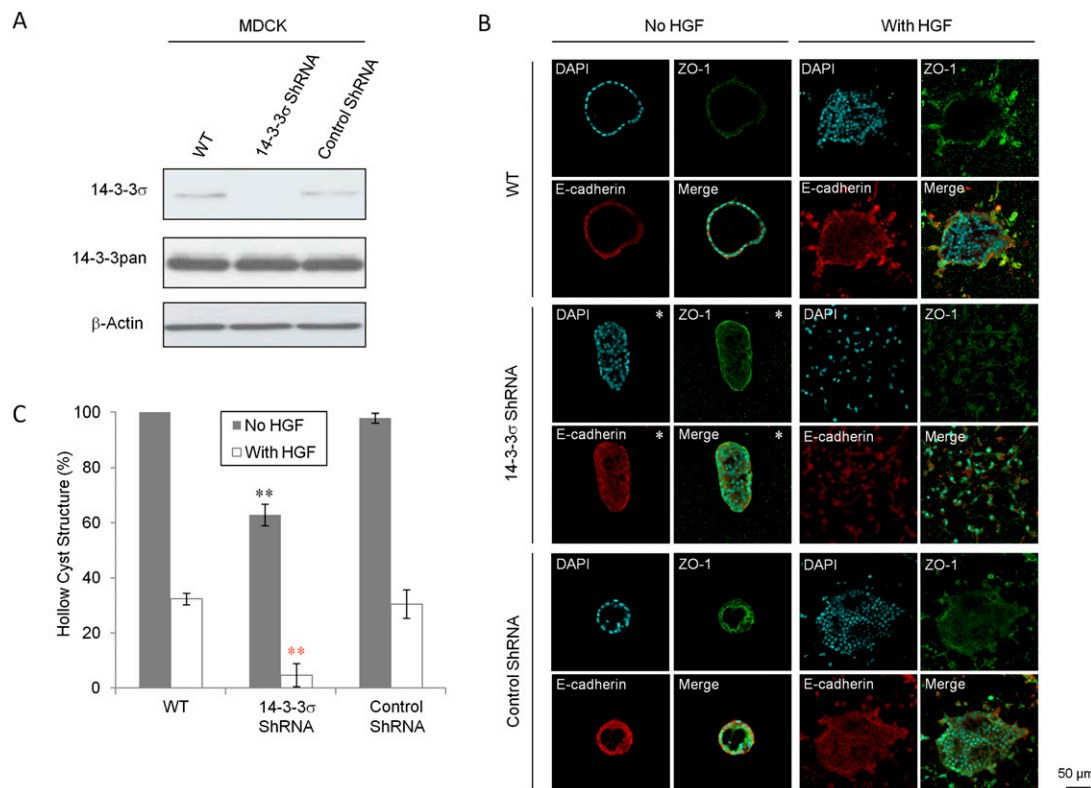 A
MDCK
WT
14-3-3σ ShRNA
Control ShRNA
14-3-3σ
14-3-3pan
β-Actin
B
No HGF
With HGF
WT
DAPI
ZO-1
DAPI
ZO-1
E-cadherin
Merge
E-cadherin
Merge
14-3-3σ ShRNA
DAPI *
ZO-1 *
DAPI
ZO-1
E-cadherin *
Merge *
E-cadherin
Merge
Control ShRNA
DAPI
ZO-1
DAPI
ZO-1
E-cadherin
Merge
E-cadherin
Merge
50 µm
C
Hollow Cyst Structure (%)
100
80
60
40
20
0
No HGF
With HGF
**
**
WT
14-3-3σ
ShRNA
Control
ShRNA